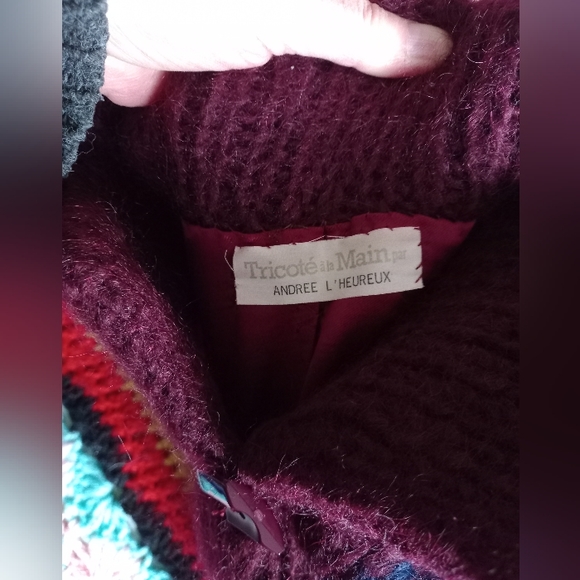 Tricoté à la Main par
ANDREE L'HEUREUX